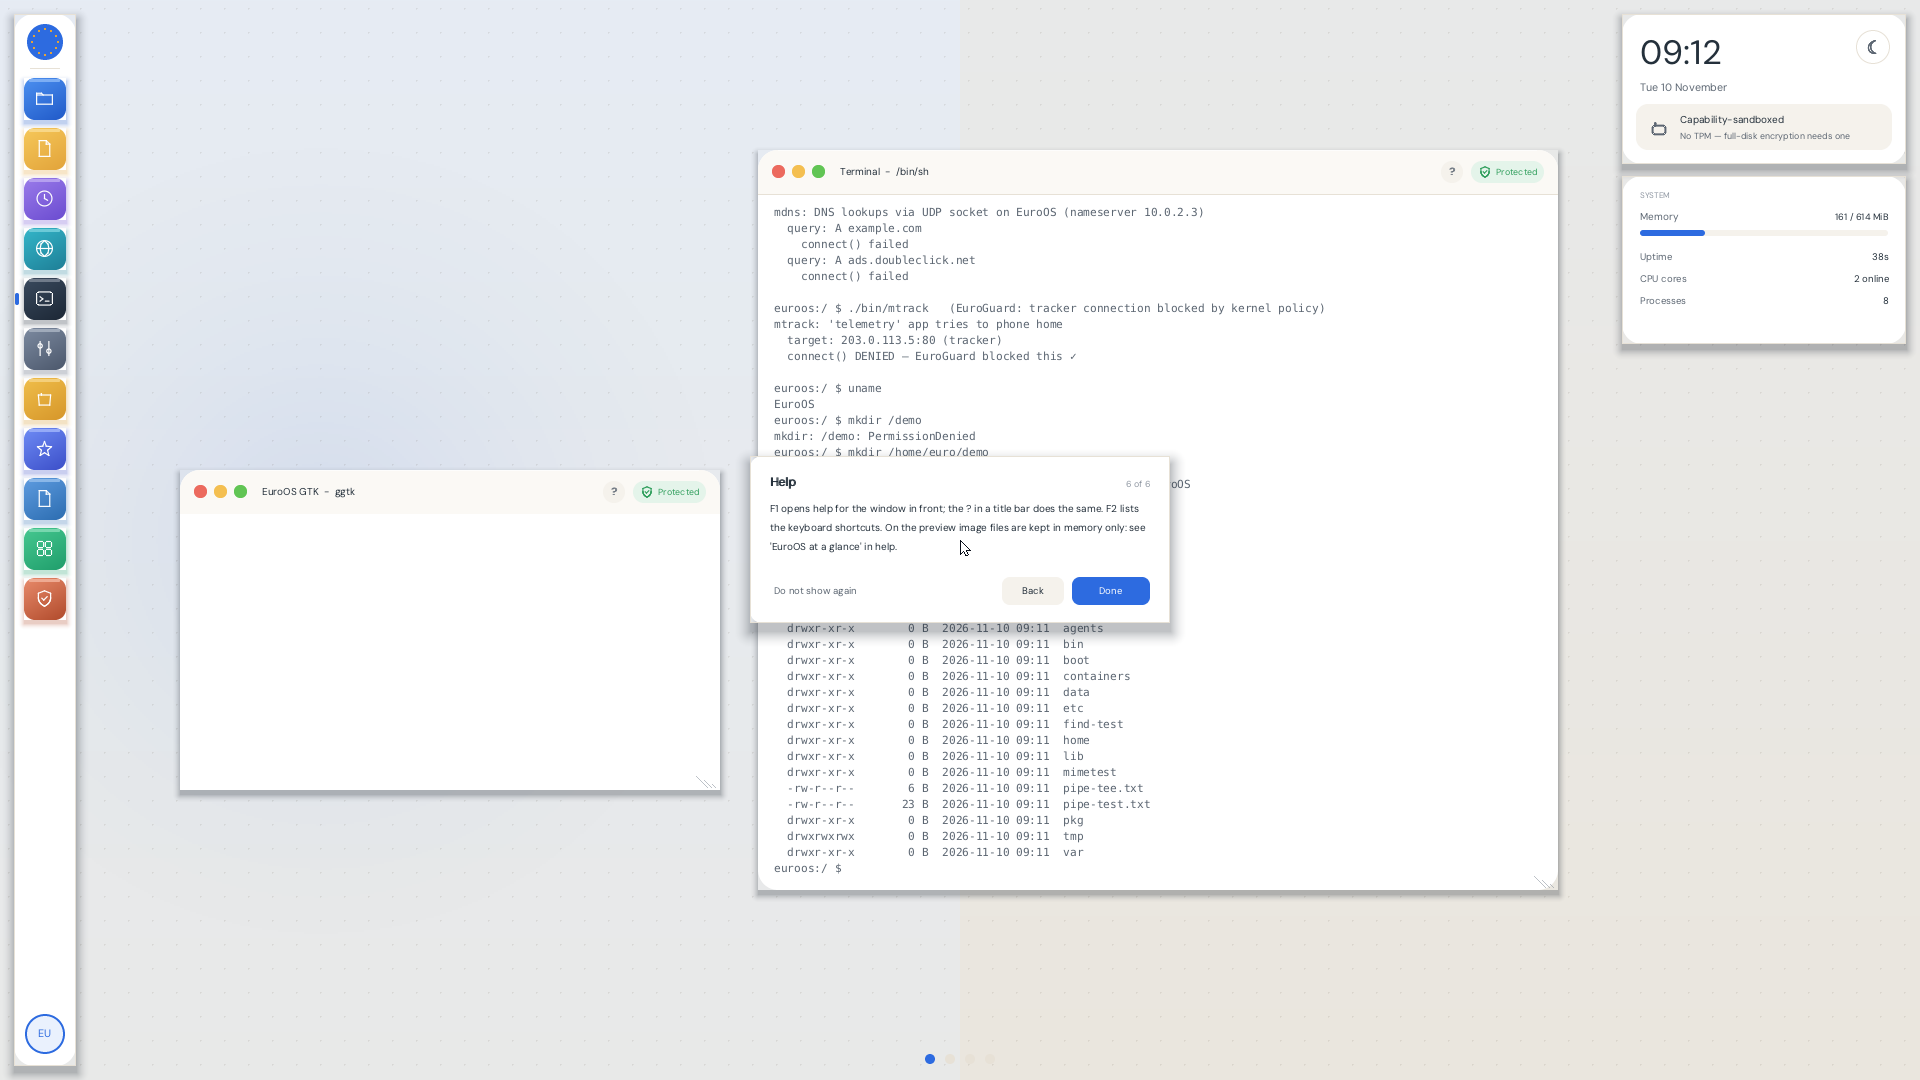 09:12
Tue 10 November
Capability-sandboxed
No TPM — full-disk encryption needs one
SYSTEM
Memory 161 / 614 MiB
Uptime 38s
CPU cores 2 online
Processes 8
Terminal - /bin/sh ? Protected
mdns: DNS lookups via UDP socket on EuroOS (nameserver 10.0.2.3)
query: A example.com
connect() failed
query: A ads.doubleclick.net
connect() failed
euroos:/ $ ./bin/mtrack (EuroGuard: tracker connection blocked by kernel policy)
mtrack: 'telemetry' app tries to phone home
target: 203.0.113.5:80 (tracker)
connect() DENIED — EuroGuard blocked this ✓
euroos:/ $ uname
EuroOS
euroos:/ $ mkdir /demo
mkdir: /demo: PermissionDenied
euroos:/ $ mkdir /home/euro/demo
oOS
Help 6 of 6
F1 opens help for the window in front; the ? in a title bar does the same. F2 lists
the keyboard shortcuts. On the preview image files are kept in memory only: see
'EuroOS at a glance' in help.
Do not show again Back Done
drwxr-xr-x 0 B 2026-11-10 09:11 agents
drwxr-xr-x 0 B 2026-11-10 09:11 bin
drwxr-xr-x 0 B 2026-11-10 09:11 boot
drwxr-xr-x 0 B 2026-11-10 09:11 containers
drwxr-xr-x 0 B 2026-11-10 09:11 data
drwxr-xr-x 0 B 2026-11-10 09:11 etc
drwxr-xr-x 0 B 2026-11-10 09:11 find-test
drwxr-xr-x 0 B 2026-11-10 09:11 home
drwxr-xr-x 0 B 2026-11-10 09:11 lib
drwxr-xr-x 0 B 2026-11-10 09:11 mimetest
-rw-r--r-- 6 B 2026-11-10 09:11 pipe-tee.txt
-rw-r--r-- 23 B 2026-11-10 09:11 pipe-test.txt
drwxr-xr-x 0 B 2026-11-10 09:11 pkg
drwxrwxrwx 0 B 2026-11-10 09:11 tmp
drwxr-xr-x 0 B 2026-11-10 09:11 var
euroos:/ $
EuroOS GTK - ggtk ? Protected
EU